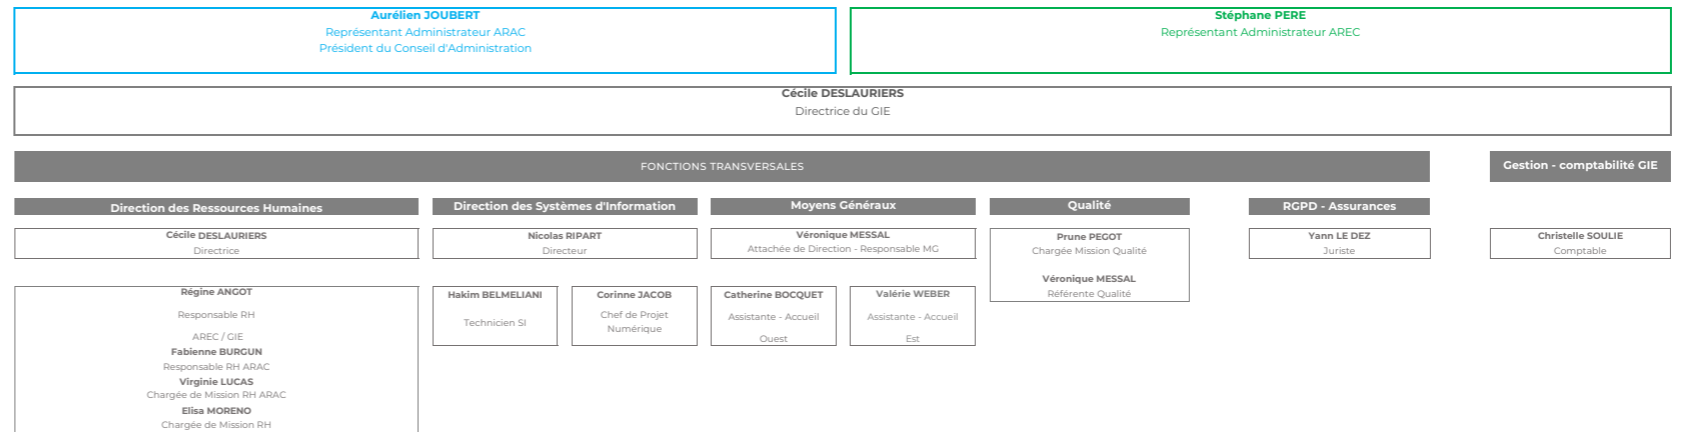 Aurélien JOUBERT
Représentant Administrateur ARAC
Président du Conseil d'Administration
Stéphane PERE
Représentant Administrateur AREC
Cécile DESLAURIERS
Directrice du GIE
FONCTIONS TRANSVERSALES
Gestion - comptabilité GIE
Direction des Ressources Humaines
Cécile DESLAURIERS
Directrice
Régine ANGOT
Responsable RH
AREC / GIE
Fabienne BURGUN
Responsable RH ARAC
Virginie LUCAS
Chargée de Mission RH ARAC
Elisa MORENO
Chargée de Mission RH
Direction des Systèmes d'Information
Nicolas RIPART
Directeur
Hakim BELMELIANI
Technicien SI
Corinne JACOB
Chef de Projet
Numérique
Moyens Généraux
Véronique MESSAL
Attachée de Direction - Responsable MG
Catherine BOCQUET
Assistante - Accueil
Ouest
Valérie WEBER
Assistante - Accueil
Est
Qualité
Prune PEGOT
Chargée Mission Qualité
Véronique MESSAL
Référente Qualité
RGPD - Assurances
Yann LE DEZ
Juriste
Christelle SOULIE
Comptable